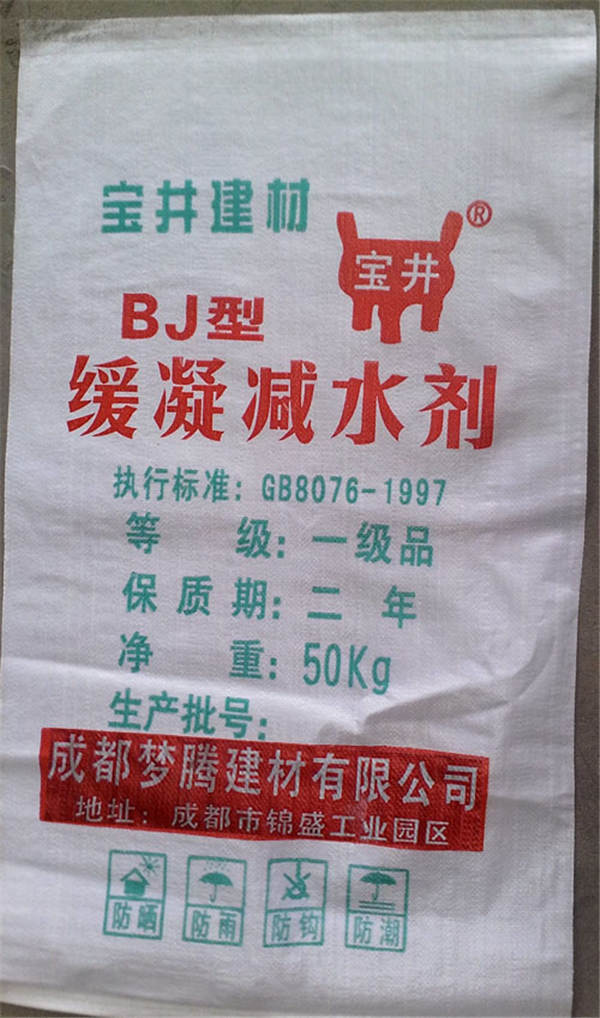 宝井建材
宝井®
BJ型
缓凝减水剂
执行标准：GB8076-1997
等 级：一级品
保质期：二 年
净 重：50Kg
生产批号：
成都梦腾建材有限公司
地址：成都市锦盛工业园区
防晒 防雨 防钩 防潮